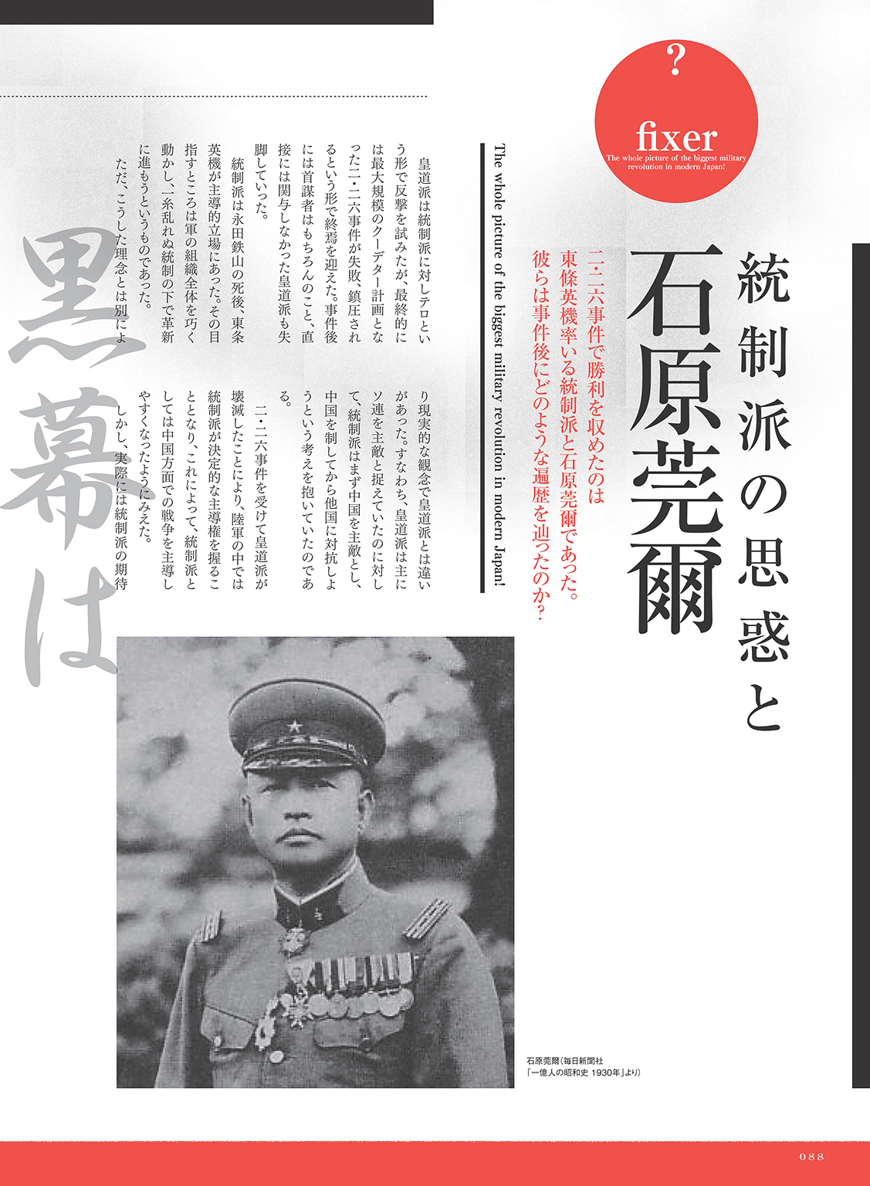 ?
fixer
The whole picture of the biggest military
revolution in modern Japan!
統制派の思惑と
石原莞爾
二・二六事件で勝利を収めたのは
東條英機率いる統制派と石原莞爾であった。
彼らは事件後にどのような遍歴を辿ったのか?
The whole picture of the biggest military revolution in modern Japan!
皇道派は統制派に対しテロとい
う形で反撃を試みたが、最終的に
は最大規模のクーデター計画とな
った二・二六事件が失敗、鎮圧され
るという形で終焉を迎えた。事件後
には首謀者はもちろんのこと、直
接には関与しなかった皇道派も失
脚していった。
統制派は永田鉄山の死後、東条
英機が主導的立場にあった。その目
指すところは軍の組織全体を巧く
動かし、一糸乱れぬ統制の下で革新
に進もうというものであった。
ただ、こうした理念とは別によ
り現実的な観念で皇道派とは違い
があった。すなわち、皇道派は主に
ソ連を主敵と捉えていたのに対し
て、統制派はまず中国を主敵とし、
中国を制してから他国に対抗しよ
うという考えを抱いていたのであ
る。
二・二六事件を受けて皇道派が
壊滅したことにより、陸軍の中では
統制派が決定的な主導権を握るこ
ととなり、これによって、統制派と
しては中国方面での戦争を主導し
やすくなったようにみえた。
しかし、実際には統制派の期待
黒幕は
石原莞爾(毎日新聞社
「一億人の昭和史 1930年」より)
088